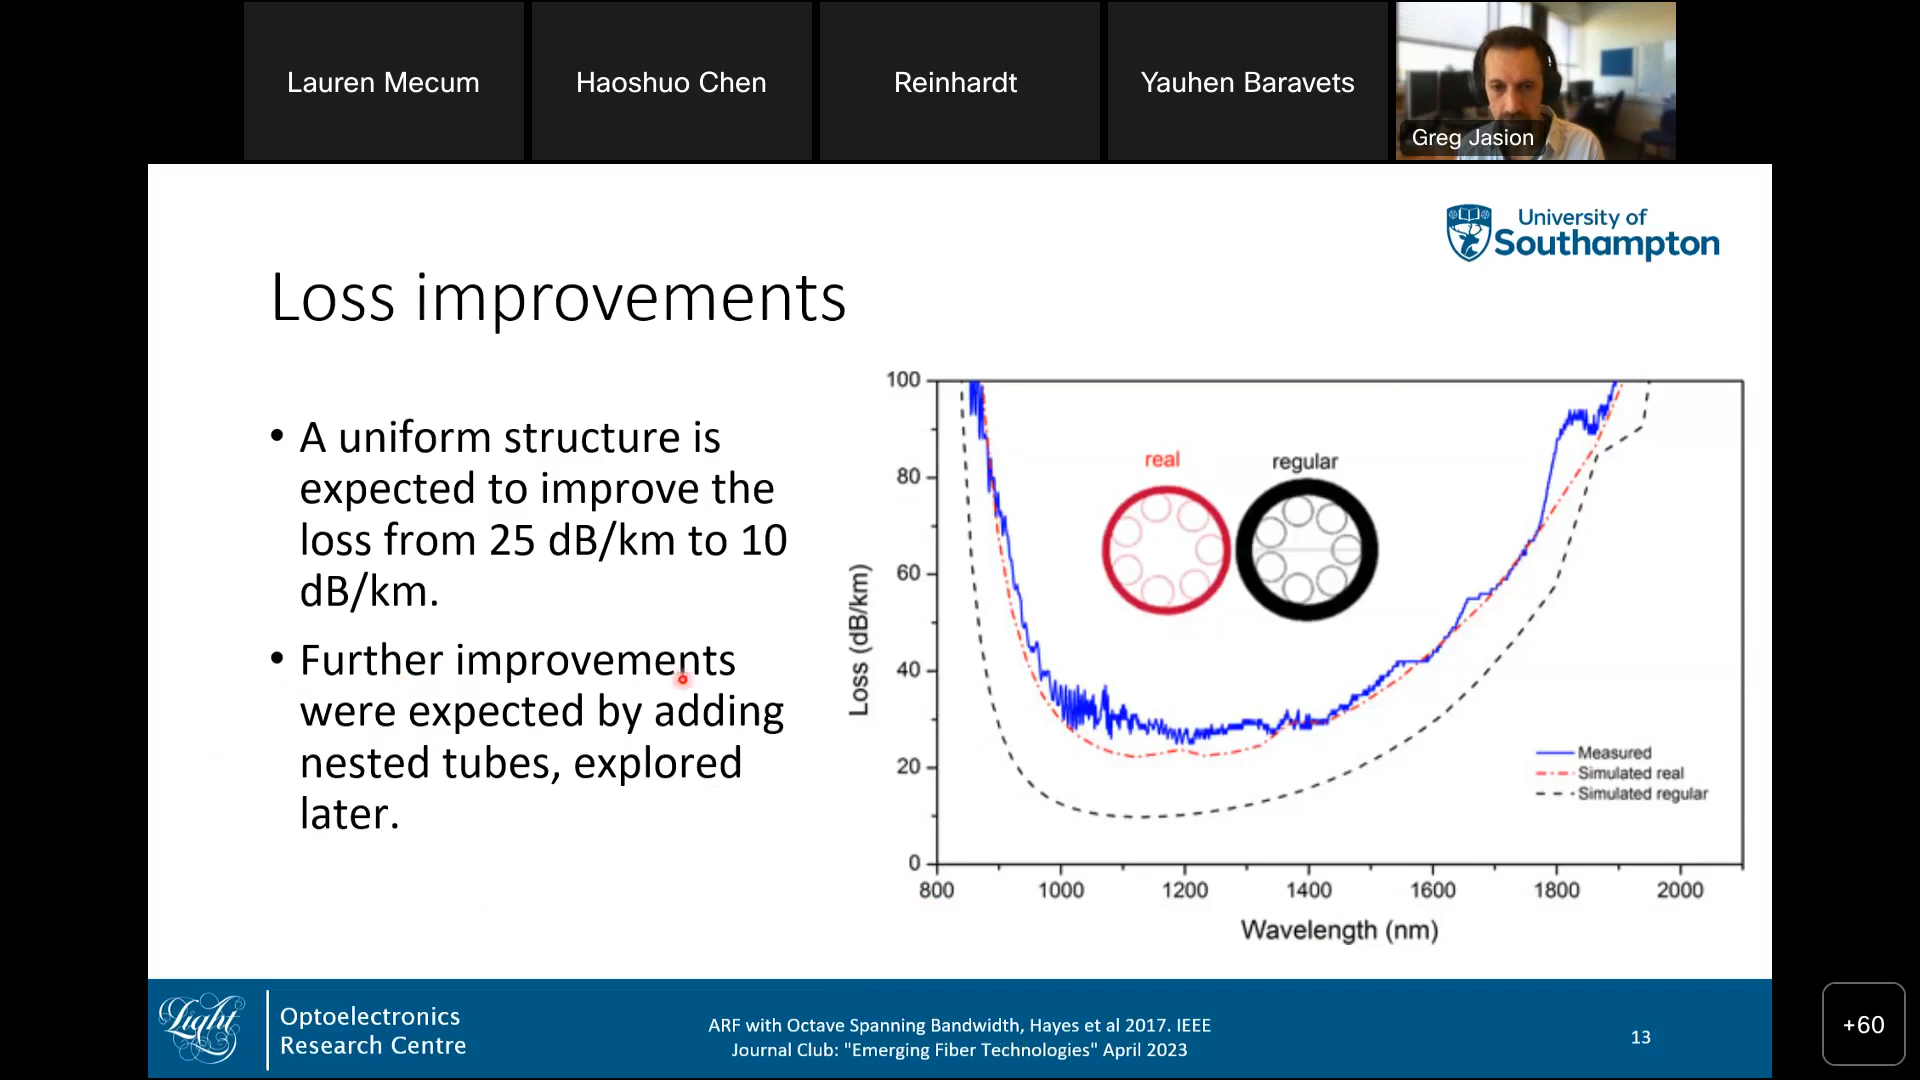 Lauren Mecum
Haoshuo Chen
Reinhardt
Yauhen Baravets
Greg Jasion
University of
Southampton
Loss improvements
• A uniform structure is
expected to improve the
loss from 25 dB/km to 10
dB/km.
• Further improvements
were expected by adding
nested tubes, explored
later.
100
80
60
40
20
0
Loss (dB/km)
real
regular
Measured
Simulated real
Simulated regular
800
1000
1200
1400
1600
1800
2000
Wavelength (nm)
Light
Optoelectronics
Research Centre
ARF with Octave Spanning Bandwidth, Hayes et al 2017. IEEE
Journal Club: "Emerging Fiber Technologies" April 2023
13
+60